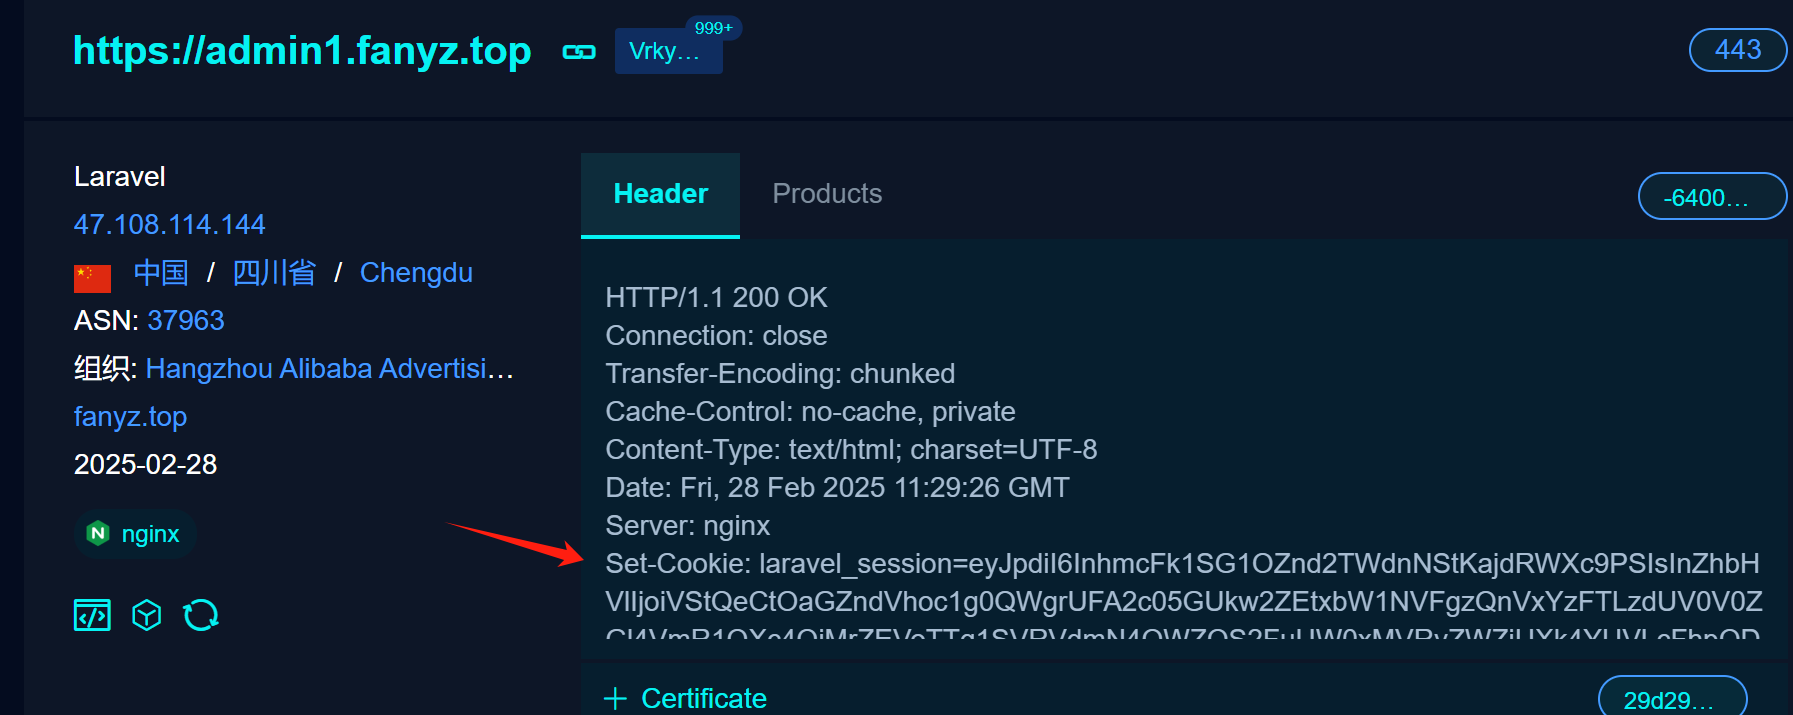 https://admin1.fanyz.top
Vrky...
999+
443
Laravel
47.108.114.144
中国 / 四川省 / Chengdu
ASN: 37963
组织: Hangzhou Alibaba Advertisi...
fanyz.top
2025-02-28
nginx
Header
Products
-6400...
HTTP/1.1 200 OK
Connection: close
Transfer-Encoding: chunked
Cache-Control: no-cache, private
Content-Type: text/html; charset=UTF-8
Date: Fri, 28 Feb 2025 11:29:26 GMT
Server: nginx
Set-Cookie: laravel_session=eyJpdiI6InhmcFk1SG1OZnd2TWdnNStKajdRWXc9PSIsInZhbH
VlIjoiVStQeCtOaGZndVhoc1g0QWgrUFA2c05GUkw2ZEtxbW1NVFgzQnVxYzFTLzdUV0V0Z
Certificate
29d29...